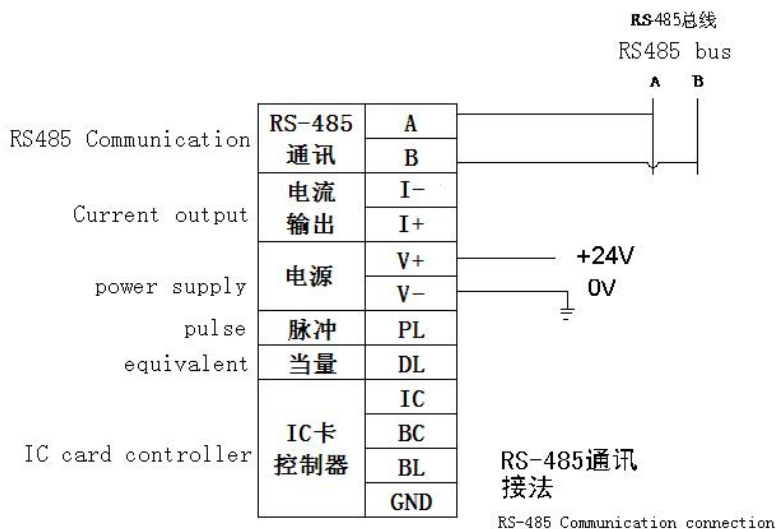 RS-485总线
RS485 bus
A B
RS485 Communication RS-485 通讯 A
B
Current output 电流 输出 I-
I+
power supply 电源 V+ +24V
V- 0V
pulse 脉冲 PL
equivalent 当量 DL
IC card controller IC卡 控制器 IC
BC
BL
GND
RS-485通讯
接法
RS-485 Communication connection